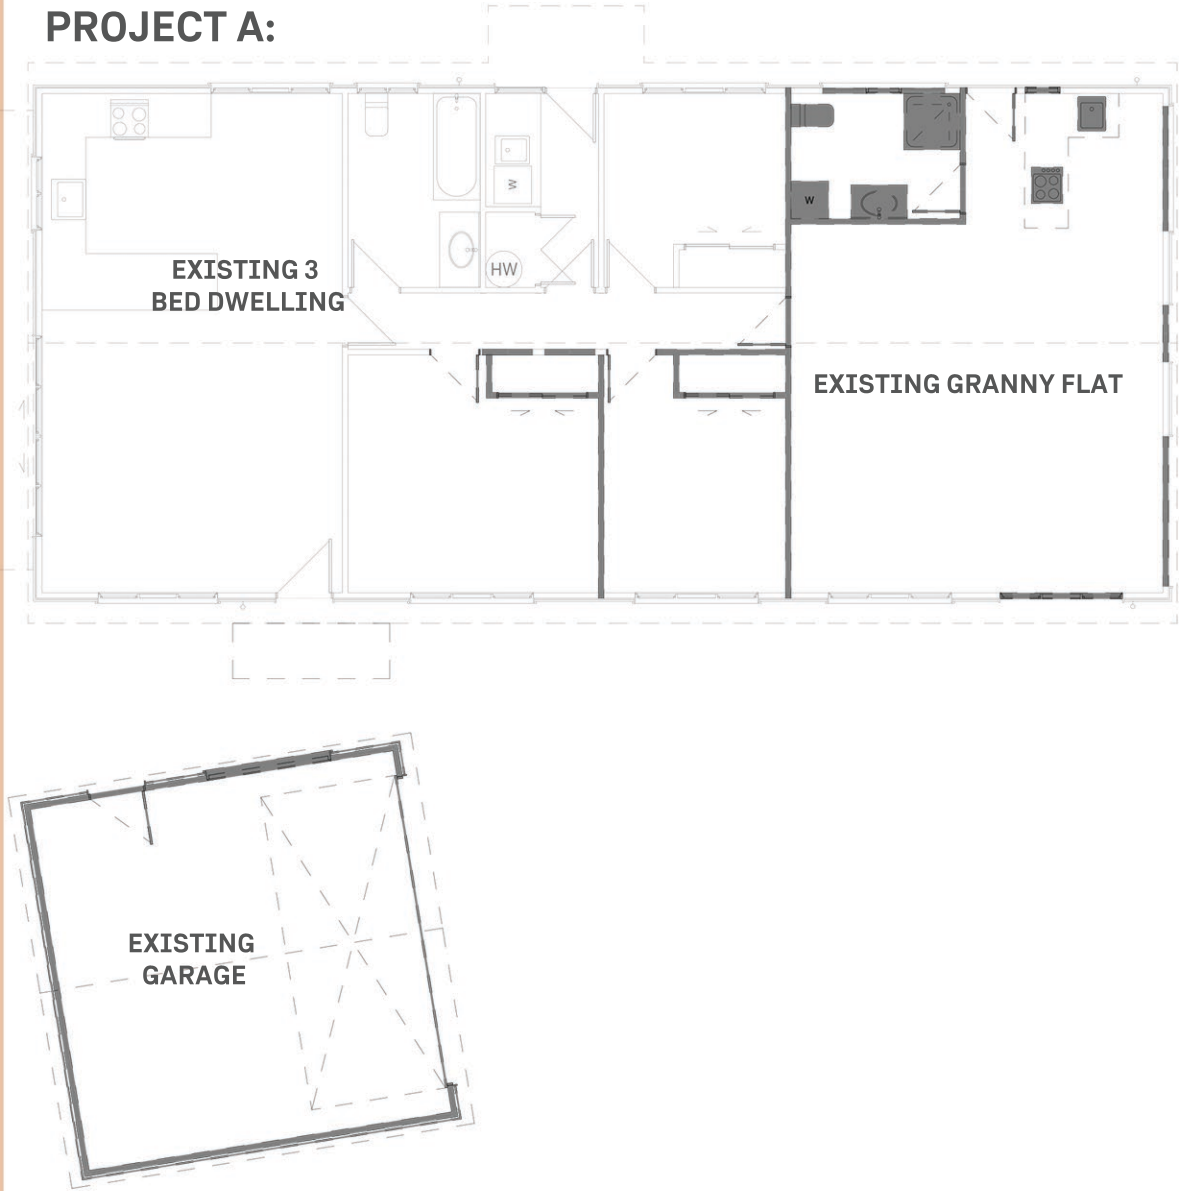 PROJECT A:
W
W
HW
EXISTING 3
BED DWELLING
EXISTING GRANNY FLAT
EXISTING
GARAGE